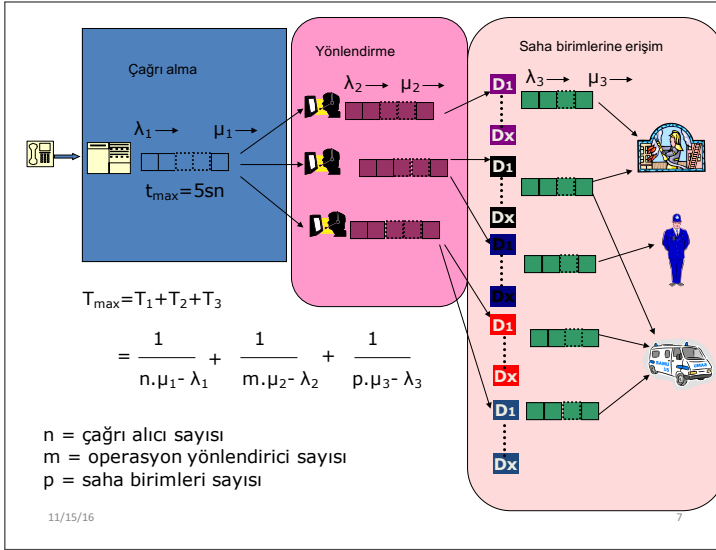 Çağrı alma
λ₁ → μ₁ →
t_max=5sn
Yönlendirme
λ₂ → μ₂ →
Saha birimlerine erişim
λ₃ → μ₃ →
D1
Dx
D1
Dx
D1
Dx
D1
Dx
D1
Dx
T_max=T₁+T₂+T₃
= 1 / (n.μ₁- λ₁) + 1 / (m.μ₂- λ₂) + 1 / (p.μ₃- λ₃)
n = çağrı alıcı sayısı
m = operasyon yönlendirici sayısı
p = saha birimleri sayısı
11/15/16
7